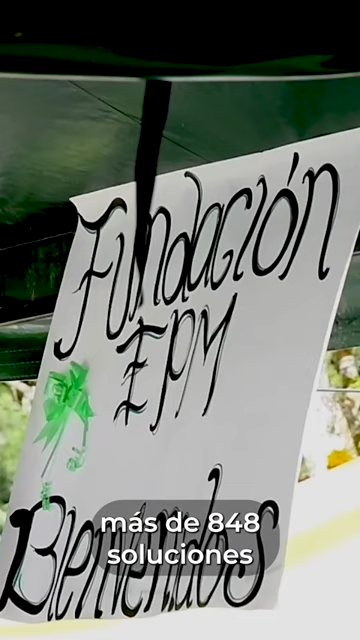 Fundación
EPM
Bienvenidos
más de 848
soluciones